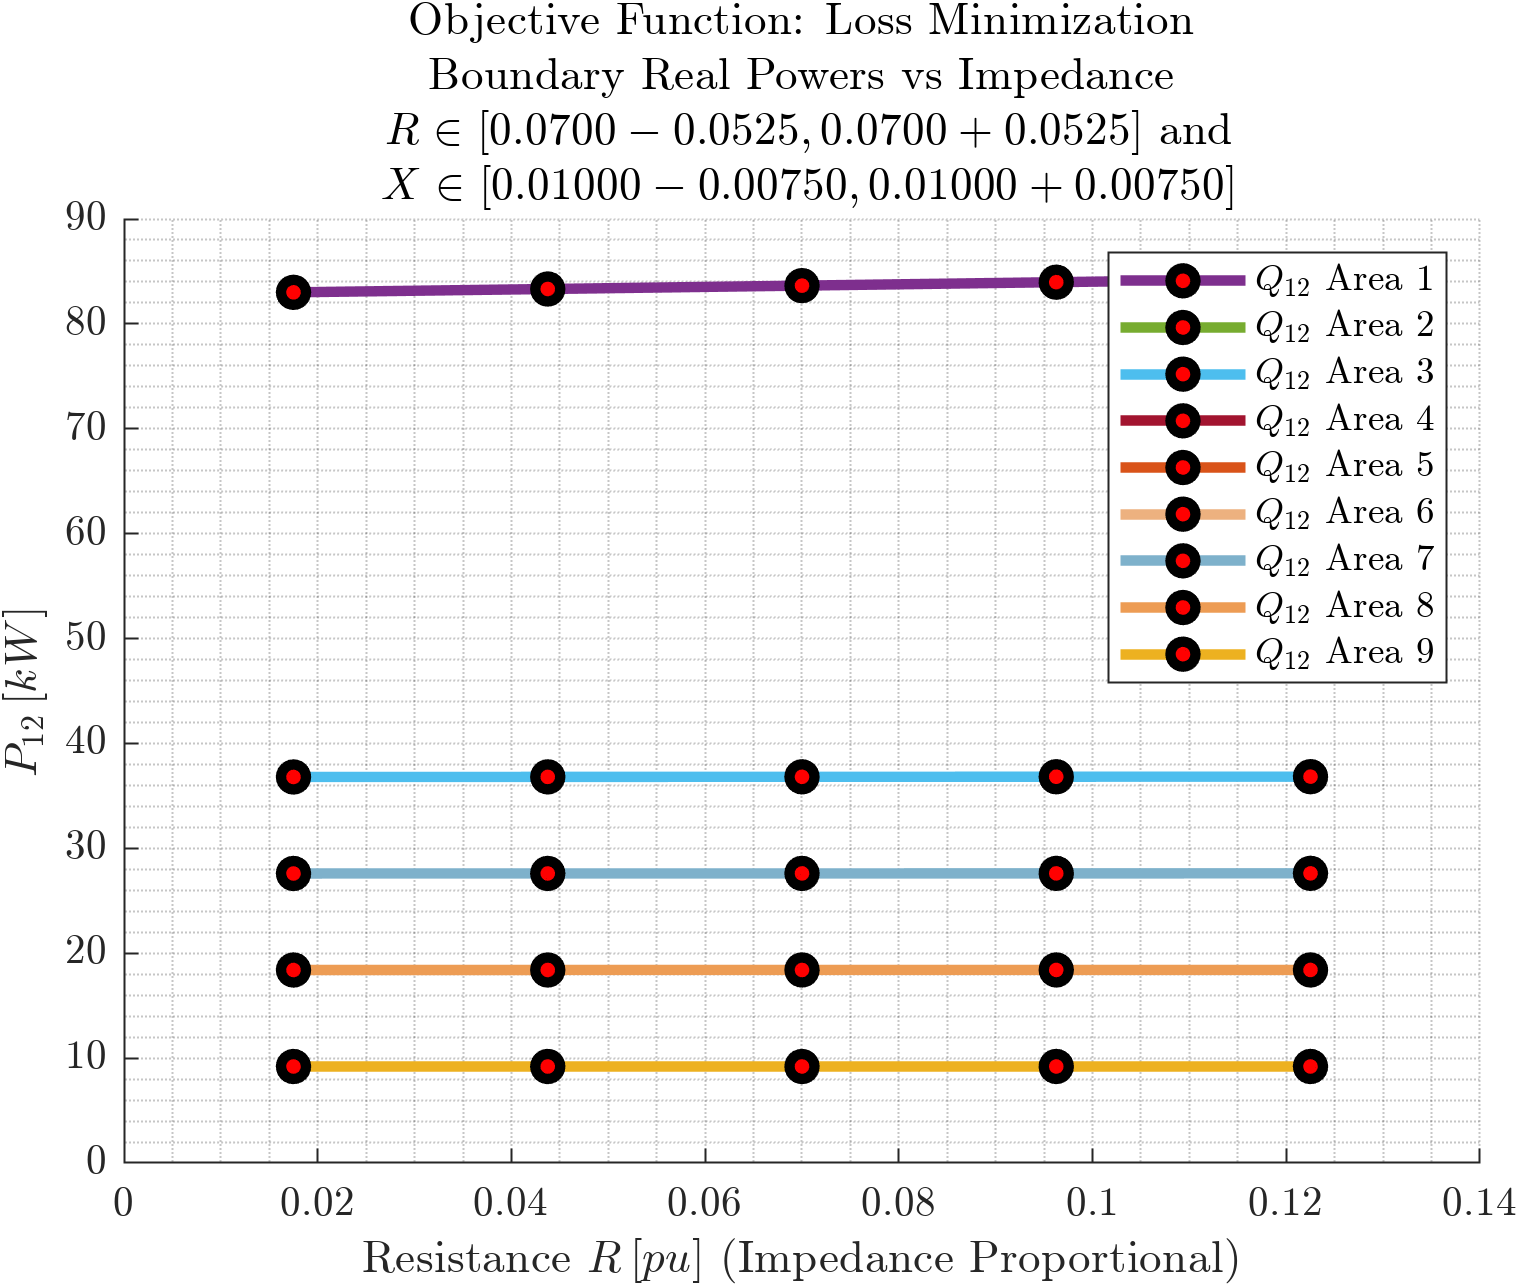 Objective Function: Loss Minimization
Boundary Real Powers vs Impedance
R ∈ [0.0700 − 0.0525, 0.0700 + 0.0525] and
X ∈ [0.01000 − 0.00750, 0.01000 + 0.00750]
90
80
70
60
50
40
30
20
10
0
P₁₂ [kW]
Q₁₂ Area 1
Q₁₂ Area 2
Q₁₂ Area 3
Q₁₂ Area 4
Q₁₂ Area 5
Q₁₂ Area 6
Q₁₂ Area 7
Q₁₂ Area 8
Q₁₂ Area 9
0 0.02 0.04 0.06 0.08 0.1 0.12 0.14
Resistance R [pu] (Impedance Proportional)